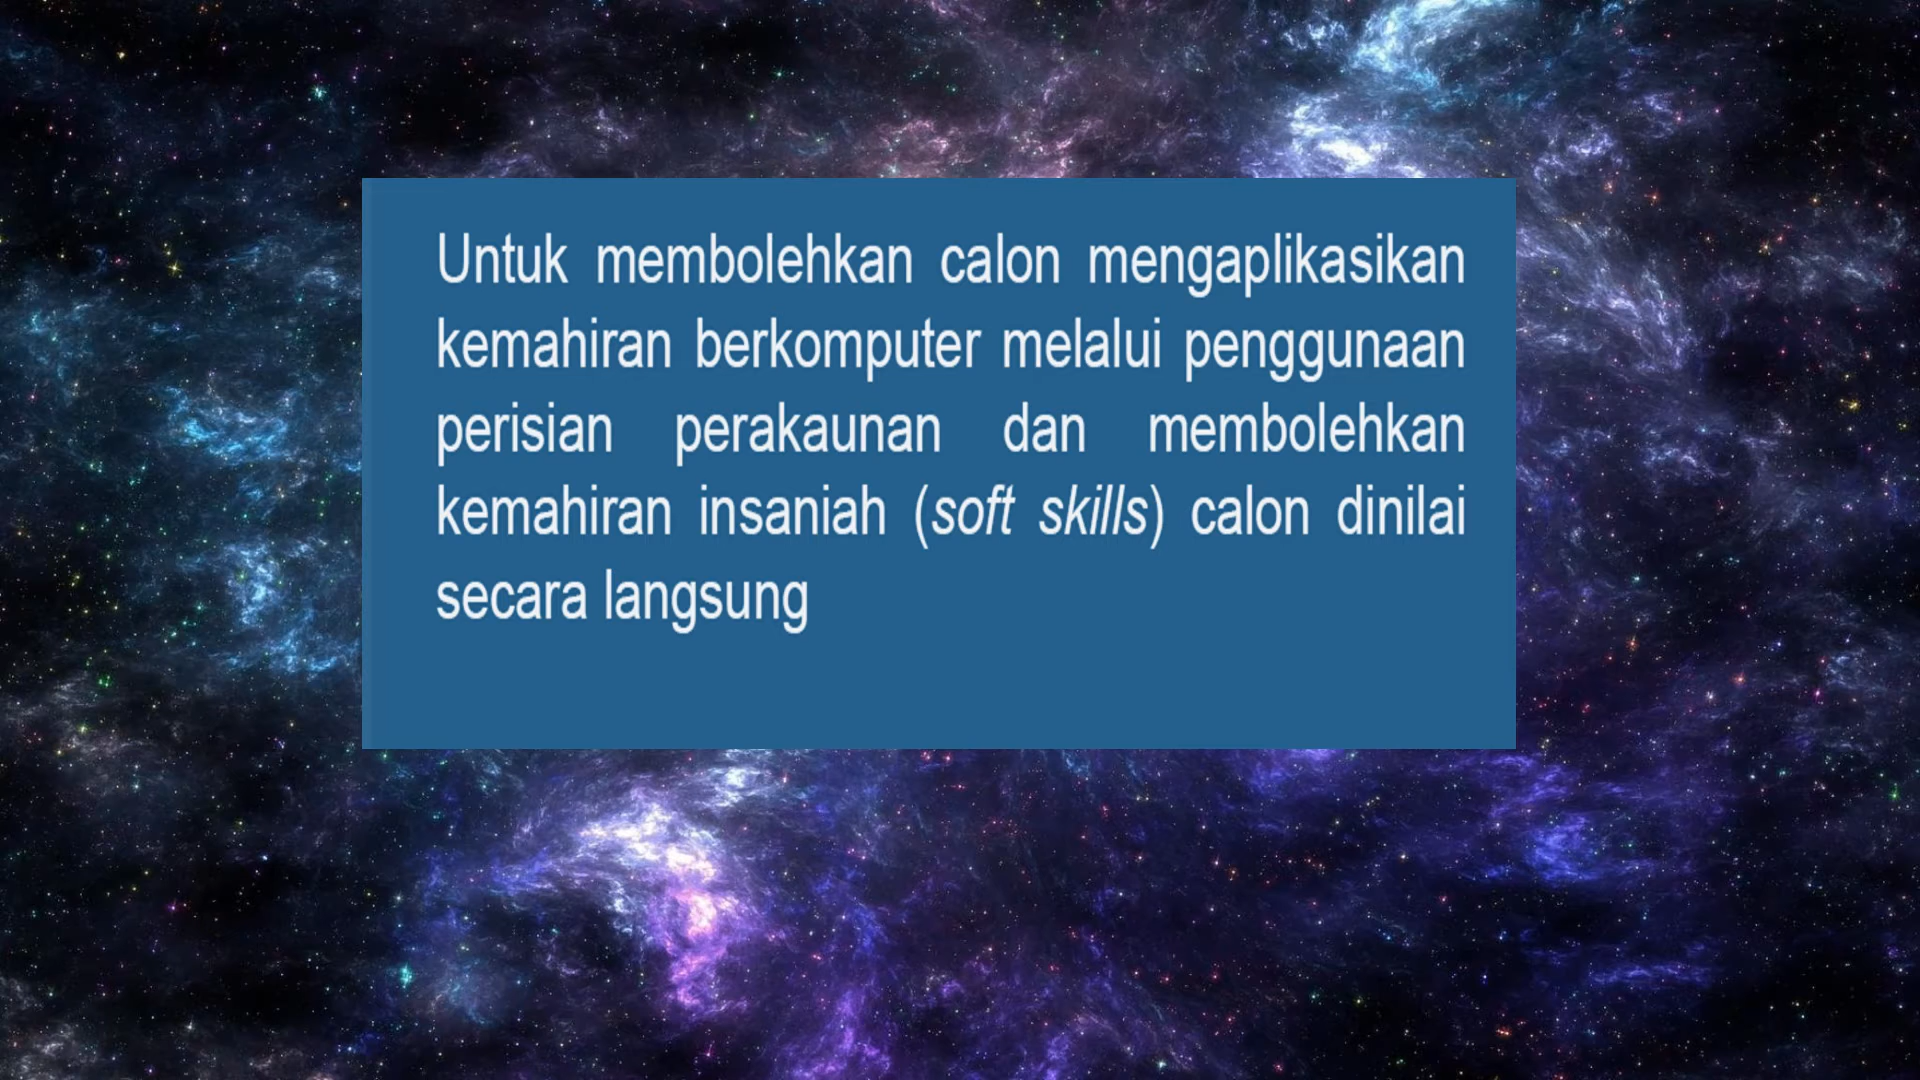 Untuk membolehkan calon mengaplikasikan
kemahiran berkomputer melalui penggunaan
perisian perakaunan dan membolehkan
kemahiran insaniah (soft skills) calon dinilai
secara langsung